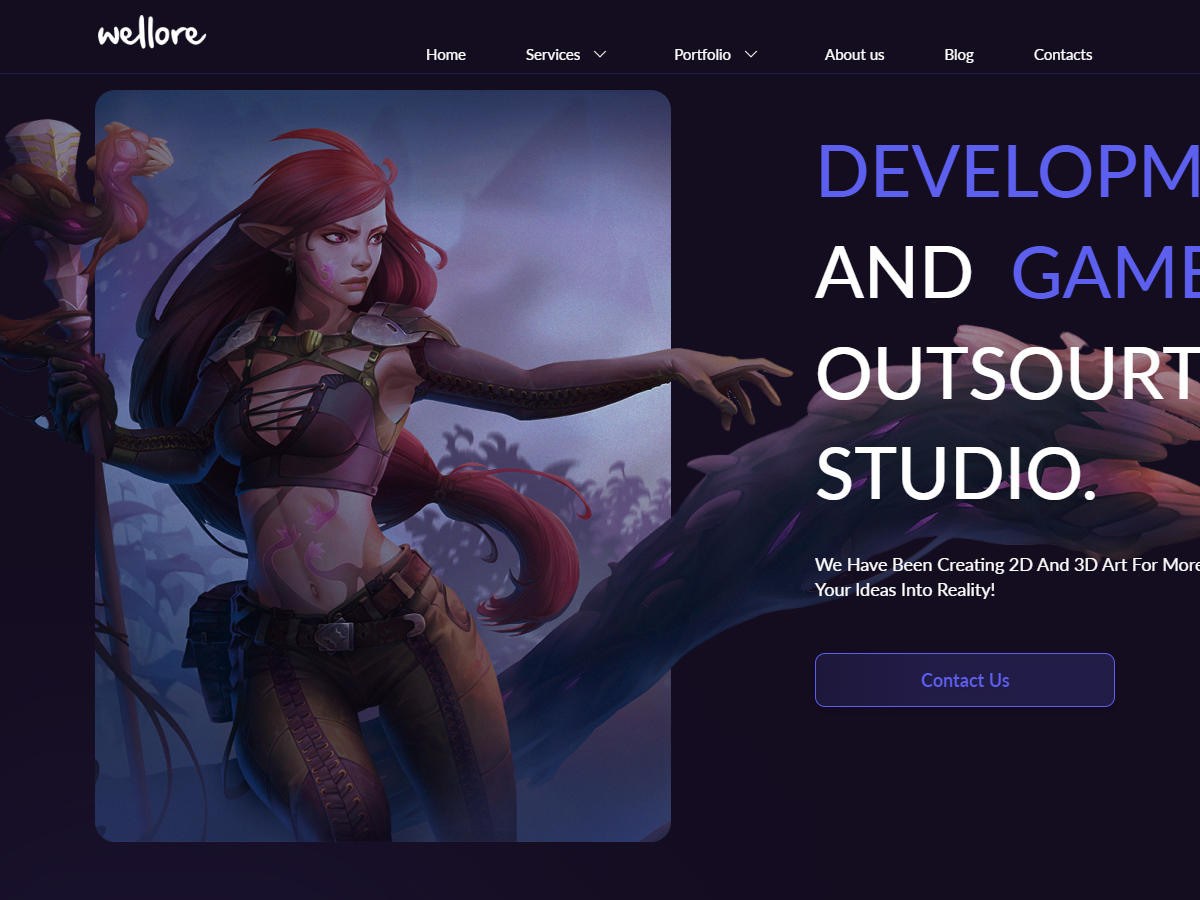 wellore
Home Services Portfolio About us Blog Contacts
DEVELOPM
AND GAME
OUTSOURT
STUDIO.
We Have Been Creating 2D And 3D Art For More
Your Ideas Into Reality!
Contact Us